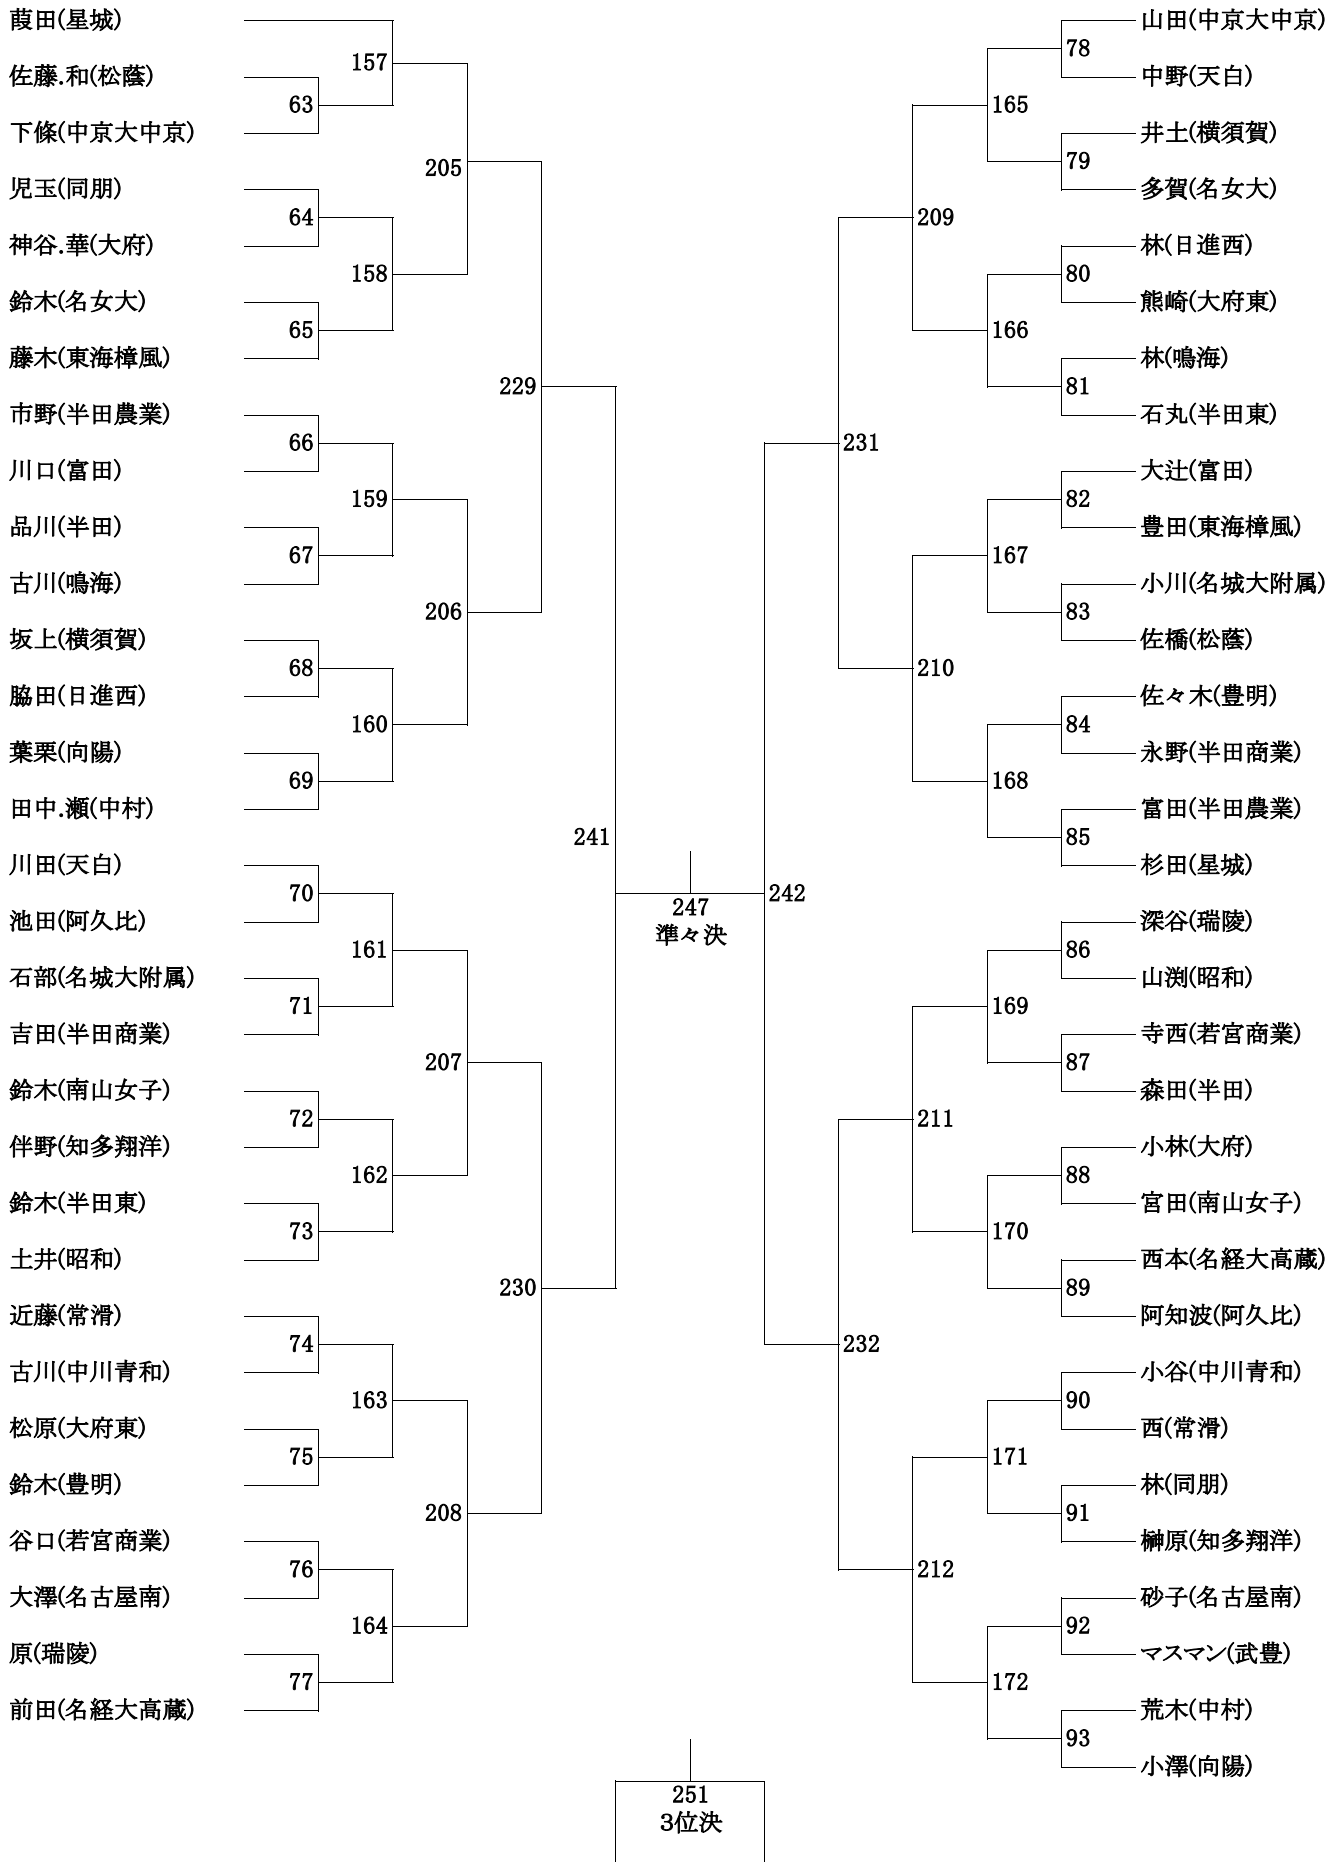 葭田(星城)
佐藤.和(松蔭)
下條(中京大中京)
児玉(同朋)
神谷.華(大府)
鈴木(名女大)
藤木(東海樟風)
市野(半田農業)
川口(富田)
品川(半田)
古川(鳴海)
坂上(横須賀)
脇田(日進西)
葉栗(向陽)
田中.瀬(中村)
川田(天白)
池田(阿久比)
石部(名城大附属)
吉田(半田商業)
鈴木(南山女子)
伴野(知多翔洋)
鈴木(半田東)
土井(昭和)
近藤(常滑)
古川(中川青和)
松原(大府東)
鈴木(豊明)
谷口(若宮商業)
大澤(名古屋南)
原(瑞陵)
前田(名経大高蔵)
63
64
65
66
67
68
69
70
71
72
73
74
75
76
77
157
158
159
160
161
162
163
164
205
206
207
208
229
230
241
247
準々決
251
3位決
242
231
232
209
210
211
212
165
166
167
168
169
170
171
172
78
79
80
81
82
83
84
85
86
87
88
89
90
91
92
93
山田(中京大中京)
中野(天白)
井土(横須賀)
多賀(名女大)
林(日進西)
熊崎(大府東)
林(鳴海)
石丸(半田東)
大辻(富田)
豊田(東海樟風)
小川(名城大附属)
佐橋(松蔭)
佐々木(豊明)
永野(半田商業)
富田(半田農業)
杉田(星城)
深谷(瑞陵)
山渕(昭和)
寺西(若宮商業)
森田(半田)
小林(大府)
宮田(南山女子)
西本(名経大高蔵)
阿知波(阿久比)
小谷(中川青和)
西(常滑)
林(同朋)
榊原(知多翔洋)
砂子(名古屋南)
マスマン(武豊)
荒木(中村)
小澤(向陽)